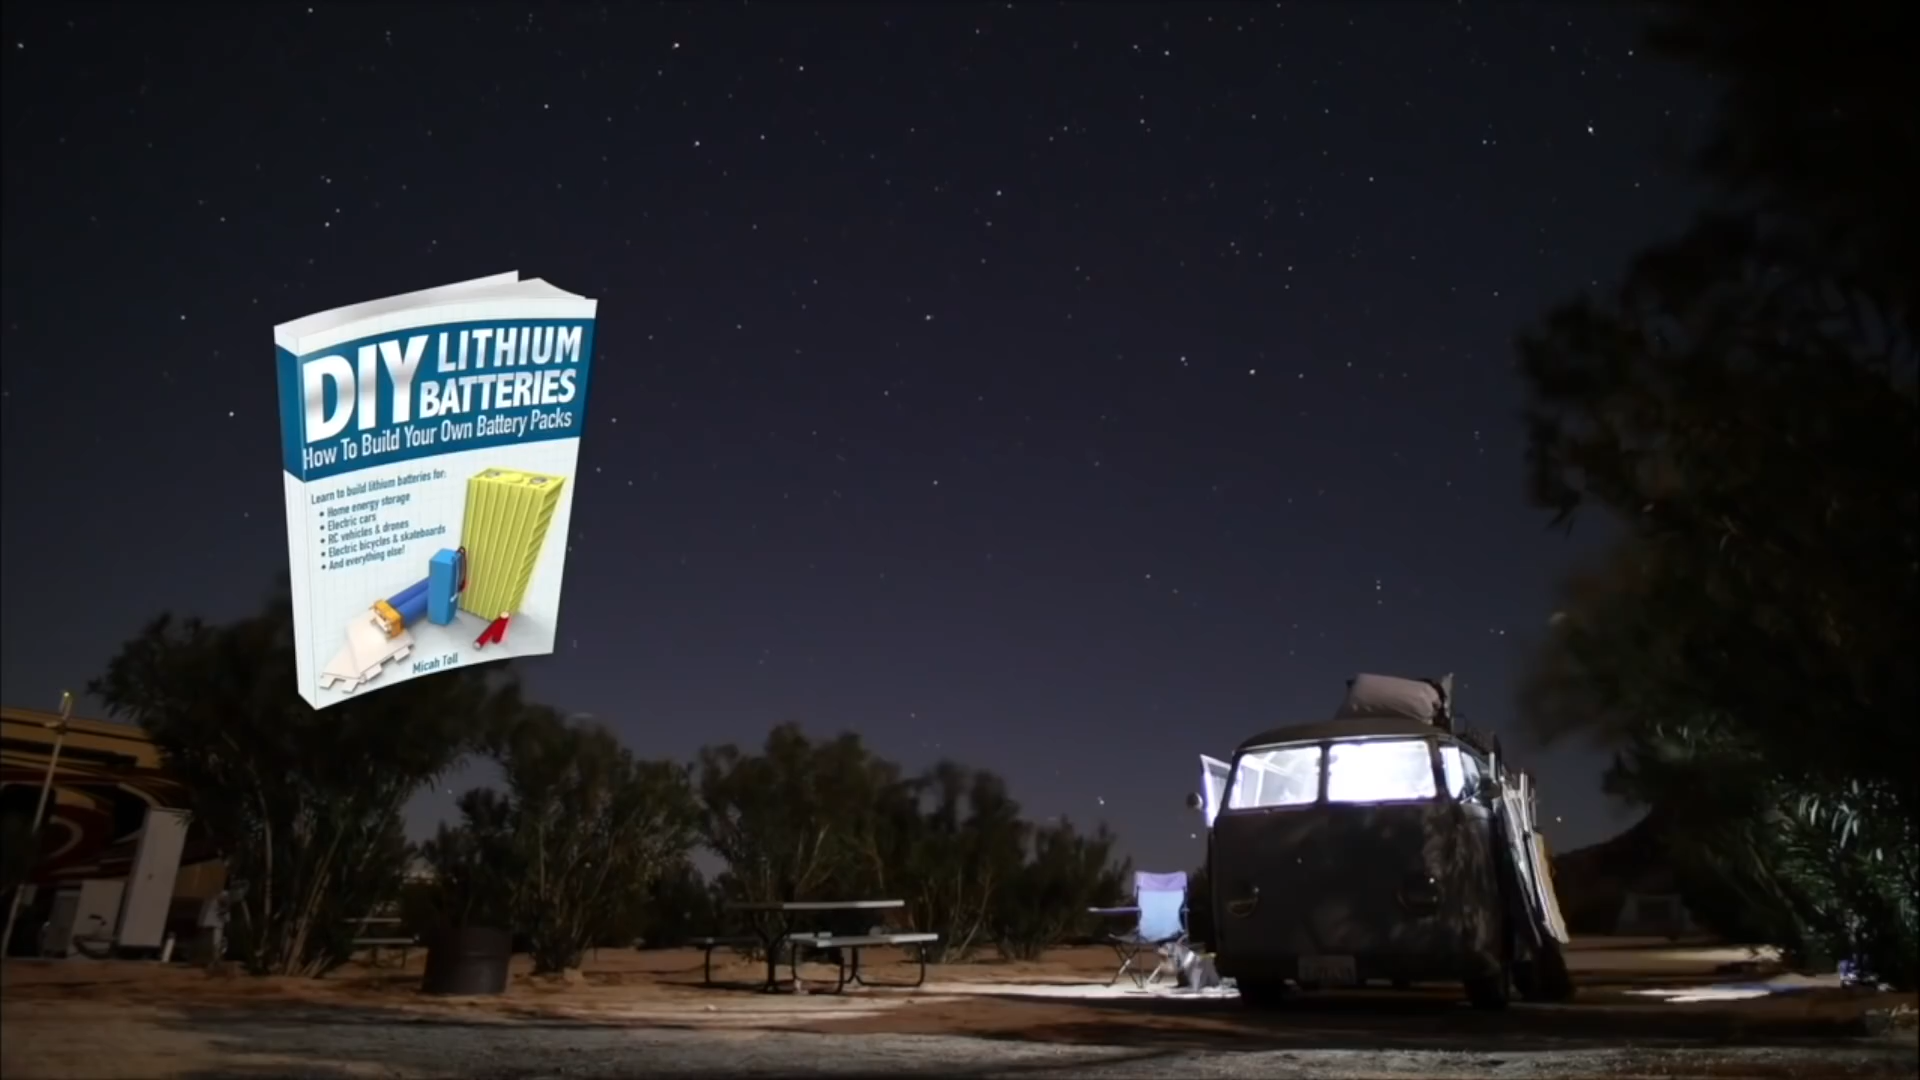 DIY LITHIUM
BATTERIES
How To Build Your Own Battery Packs
Learn to build lithium batteries for:
• Home energy storage
• Electric cars
• RC vehicles & drones
• Electric bicycles & skateboards
• And everything else!
Micah Toll